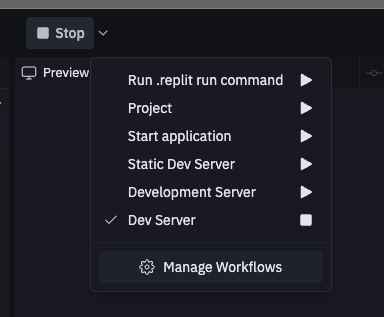 Stop
Preview
Run .replit run command
Project
Start application
Static Dev Server
Development Server
Dev Server
Manage Workflows